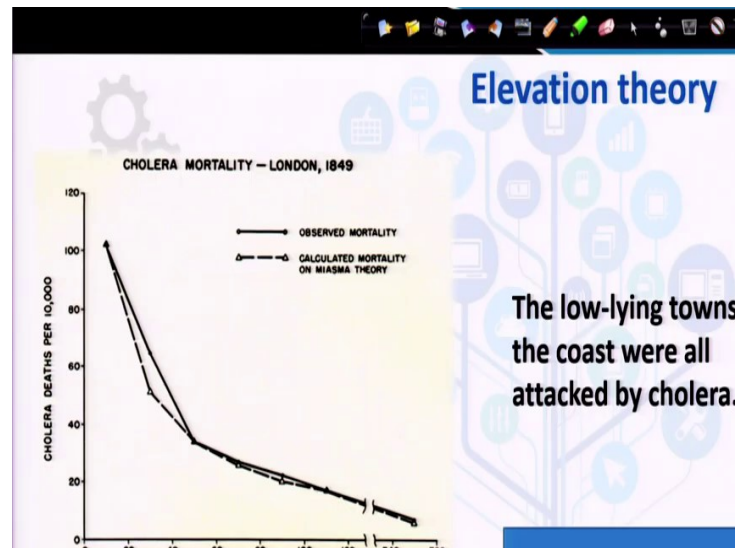 Elevation theory
CHOLERA MORTALITY — LONDON, 1849
120
OBSERVED MORTALITY
CALCULATED MORTALITY
ON MIASMA THEORY
100
80
60
40
20
0
CHOLERA DEATHS PER 10,000
The low-lying towns
the coast were all
attacked by cholera.